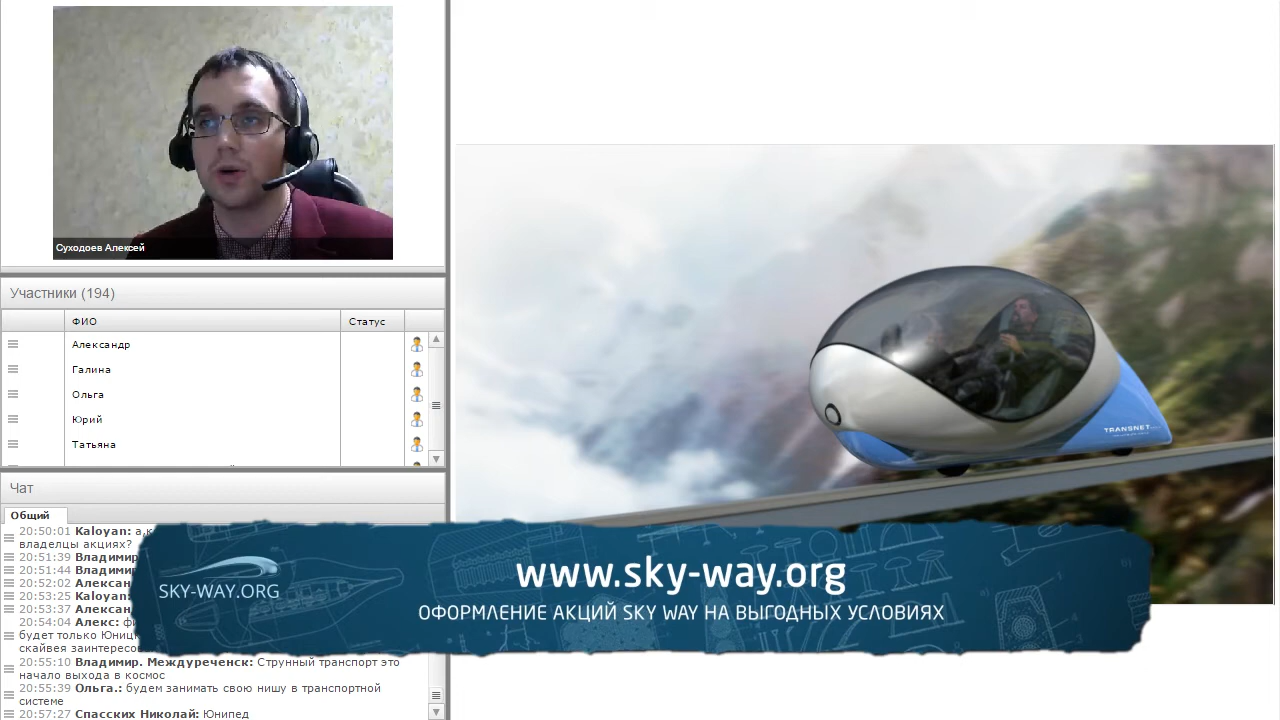 Суходоев Алексей
Участники (194)
ФИО Статус
Александр
Галина
Ольга
Юрий
Татьяна
Чат
Общий
20:50:01 Kaloyan:
владелцы акциях?
20:51:39 Владимир
20:51:44 Владимир
20:52:02
20:53:25 Kaloyan:
20:53:37
20:54:04 Алекс:
будет только
скайвея
20:55:10 Владимир. Междуреченск: Струнный транспорт это
начало выхода в космос
20:55:39 Ольга.: будем занимать свою нишу в транспортной
системе
20:57:27 Спасских Николай: Юнипед
TRANSNET
SKY-WAY.ORG
www.sky-way.org
ОФОРМЛЕНИЕ АКЦИЙ SKY WAY НА ВЫГОДНЫХ УСЛОВИЯХ